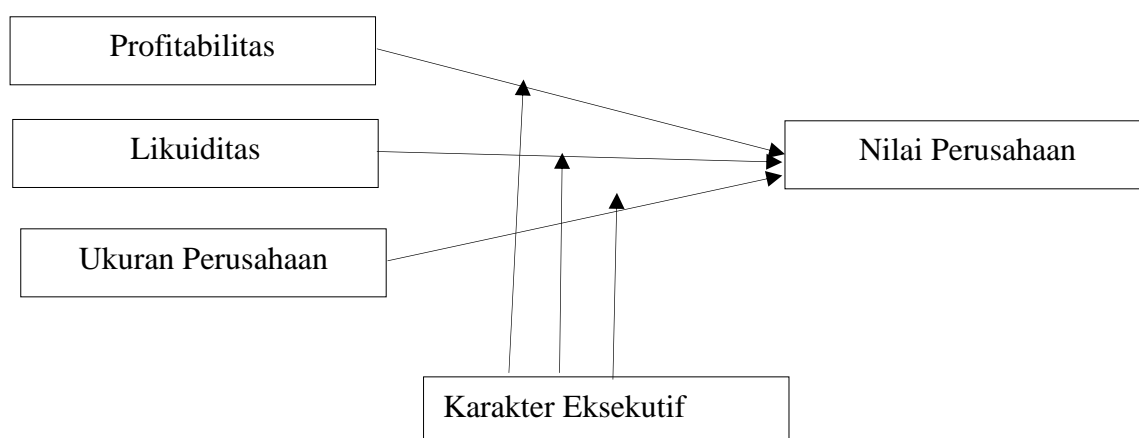 Profitabilitas
Likuiditas
Nilai Perusahaan
Ukuran Perusahaan
Karakter Eksekutif